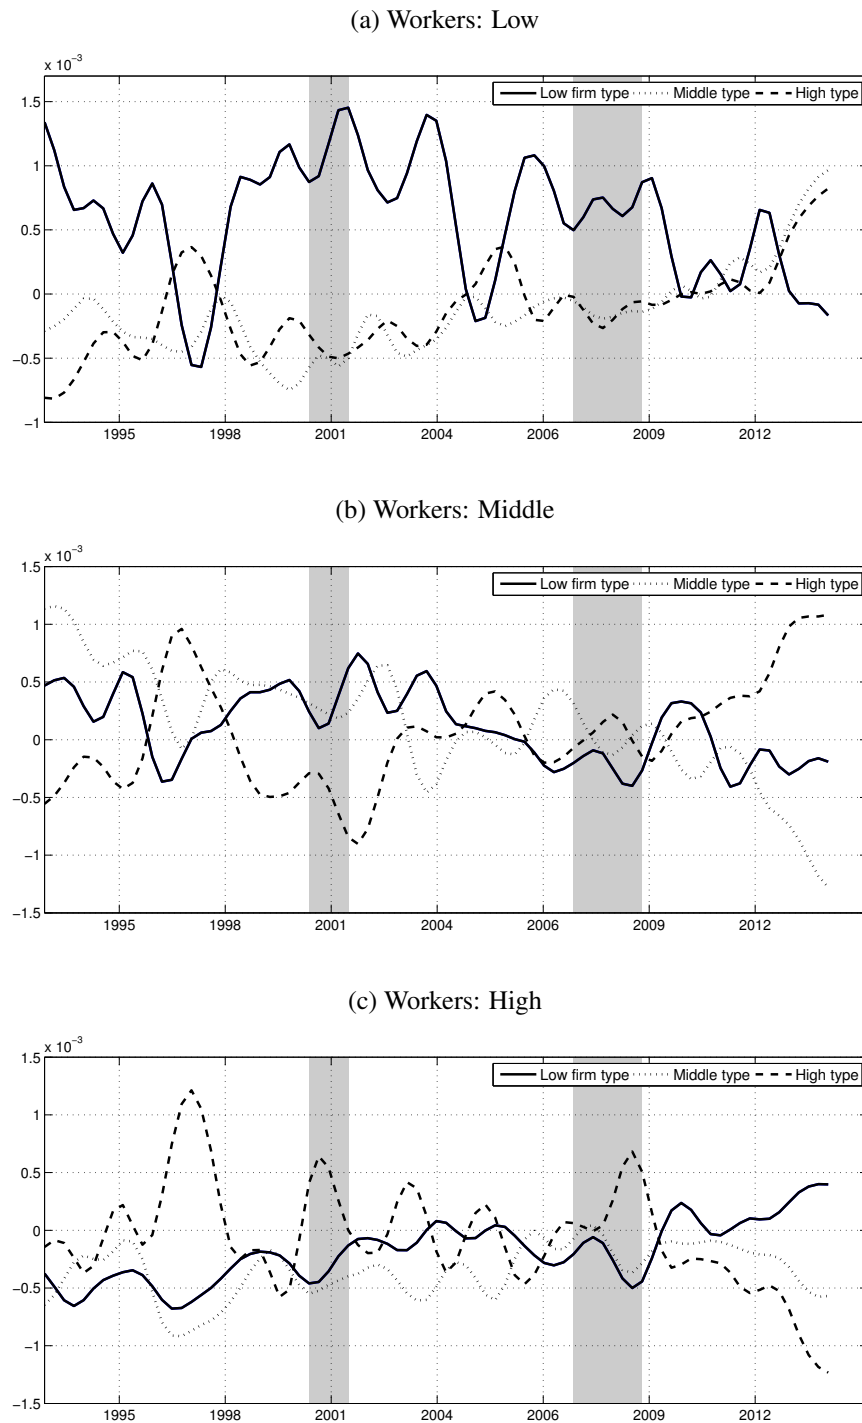 (a) Workers: Low
x 10⁻³
Low firm type Middle type High type
1.5
1
0.5
0
−0.5
−1
1995 1998 2001 2004 2006 2009 2012
(b) Workers: Middle
x 10⁻³
1.5
Low firm type Middle type High type
1
0.5
0
−0.5
−1
−1.5
1995 1998 2001 2004 2006 2009 2012
(c) Workers: High
x 10⁻³
1.5
Low firm type Middle type High type
1
0.5
0
−0.5
−1
−1.5
1995 1998 2001 2004 2006 2009 2012